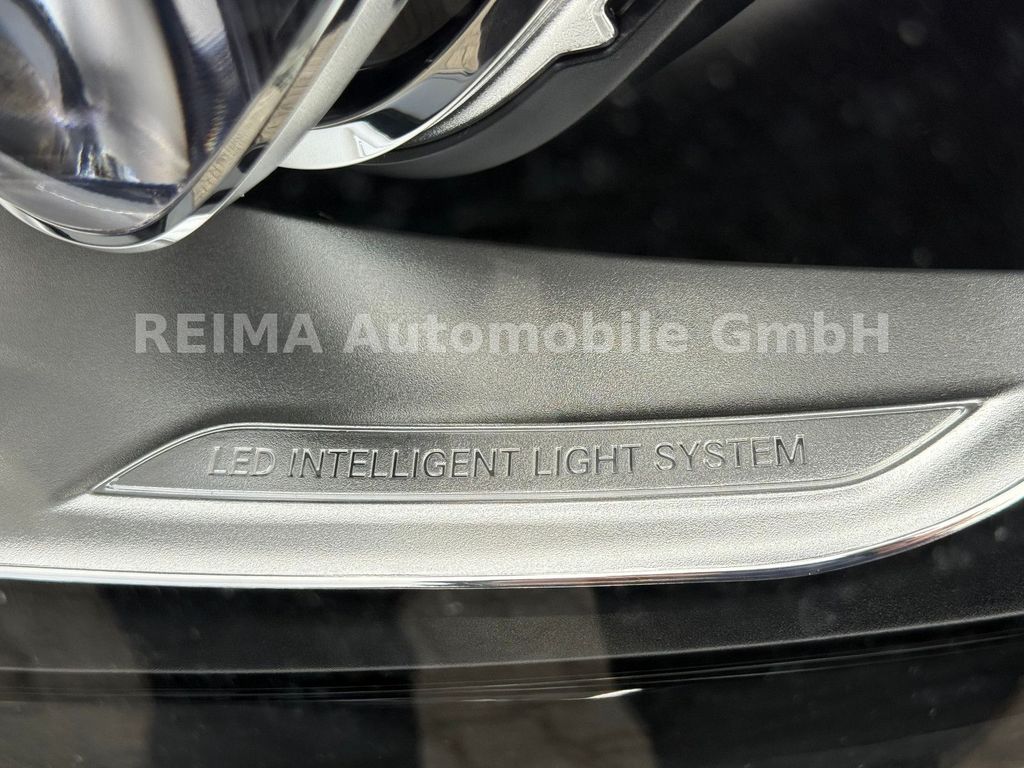 REIMA Automobile GmbH
LED INTELLIGENT LIGHT SYSTEM